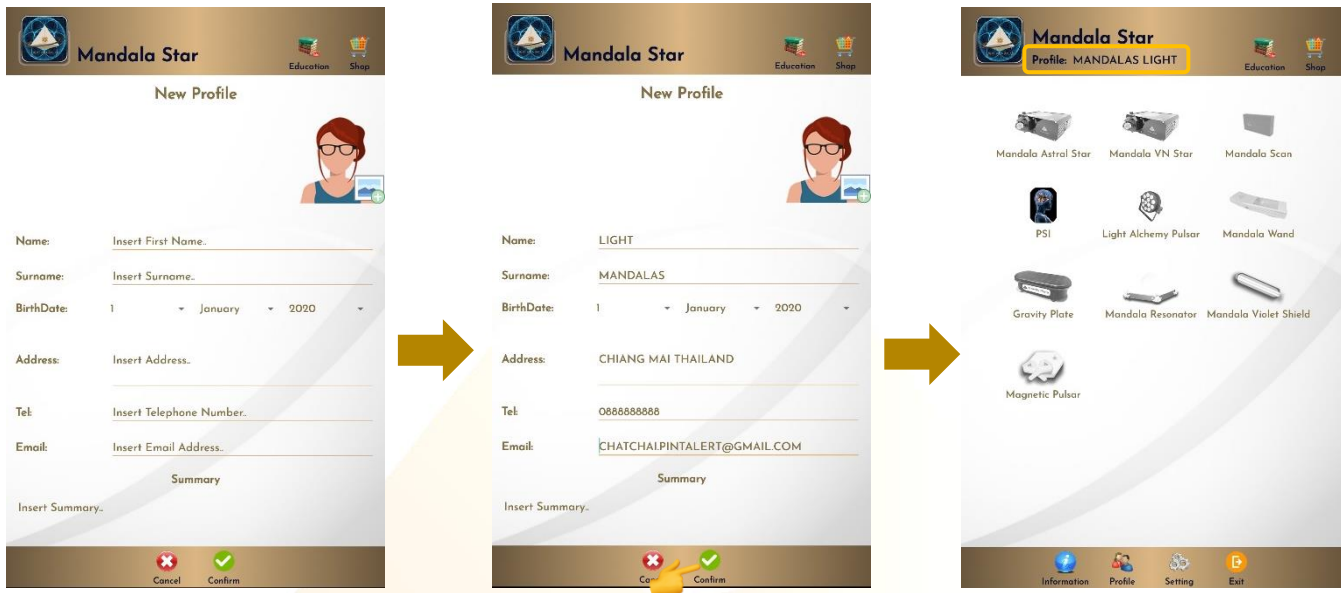 Mandala Star
Education
Shop
New Profile
Name:
Insert First Name..
Surname:
Insert Surname..
BirthDate:
1
January
2020
Address:
Insert Address..
Tel:
Insert Telephone Number..
Email:
Insert Email Address..
Summary
Insert Summary..
Cancel
Confirm
Mandala Star
Education
Shop
New Profile
Name:
LIGHT
Surname:
MANDALAS
BirthDate:
1
January
2020
Address:
CHIANG MAI THAILAND
Tel:
0888888888
Email:
CHATCHAI.PINTALERT@GMAIL.COM
Summary
Insert Summary..
Confirm
Mandala Star
Profile: MANDALAS LIGHT
Education
Shop
Mandala Astral Star
Mandala VN Star
Mandala Scan
PSI
Light Alchemy Pulsar
Mandala Wand
Gravity Plate
Mandala Resonator
Mandala Violet Shield
Magnetic Pulsar
Information
Profile
Setting
Exit